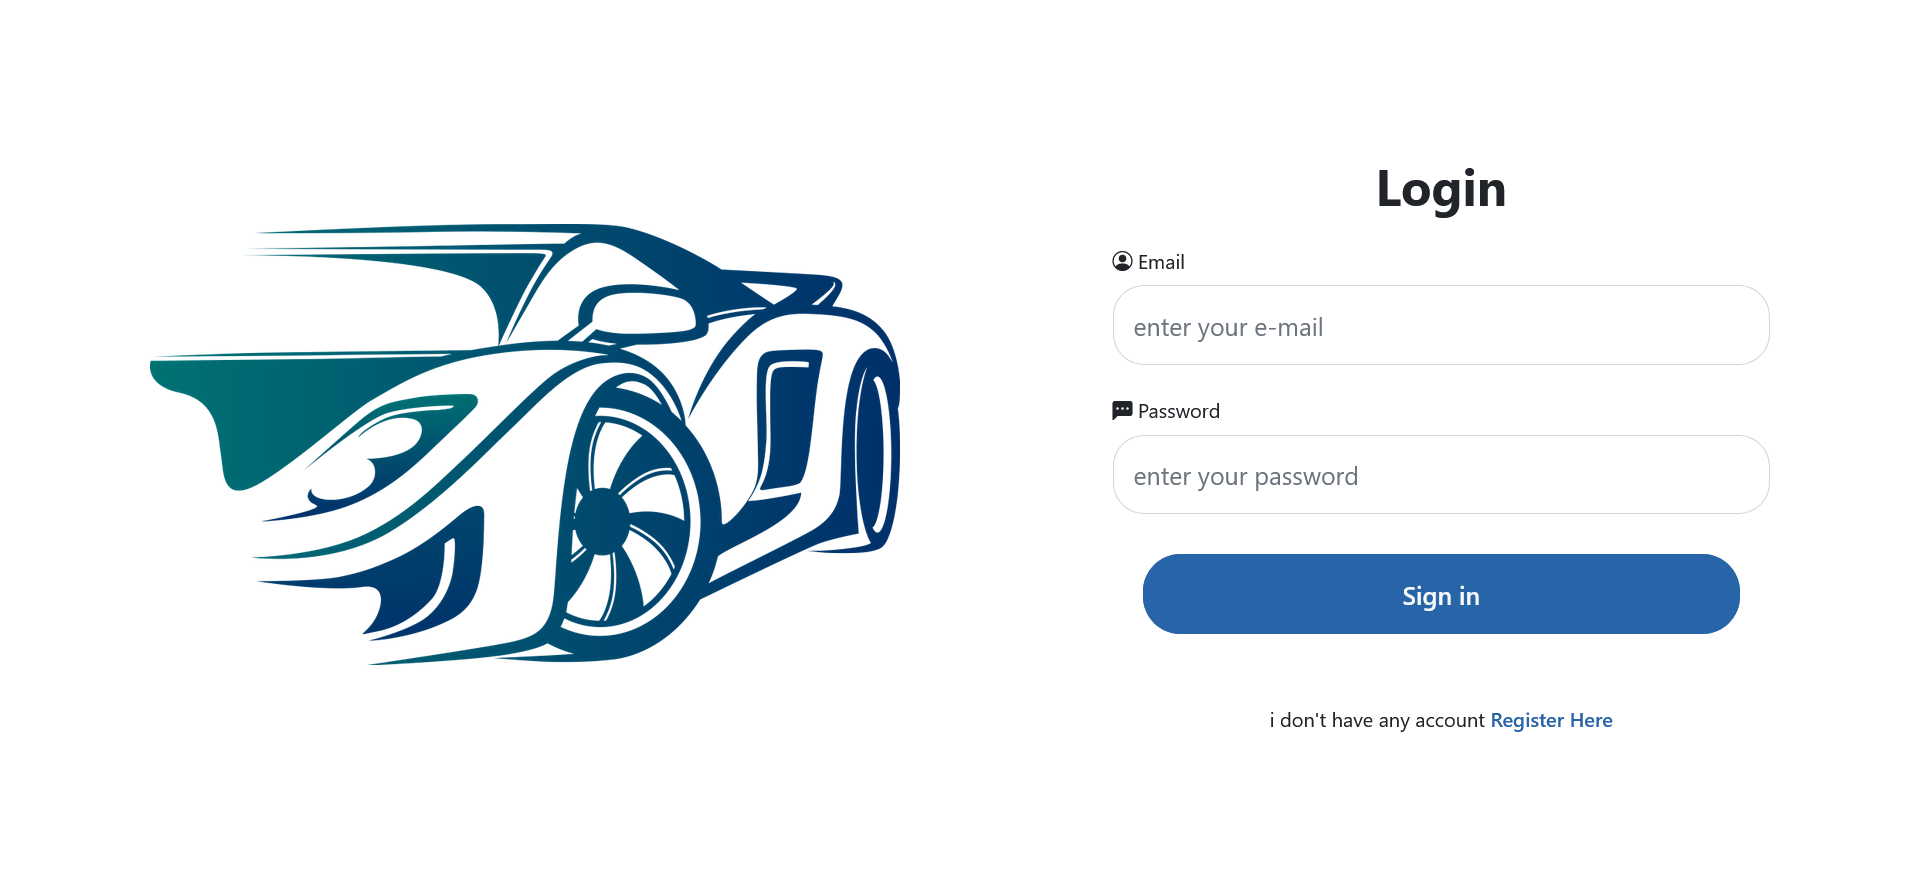 Login
Email
enter your e-mail
Password
enter your password
Sign in
i don't have any account Register Here